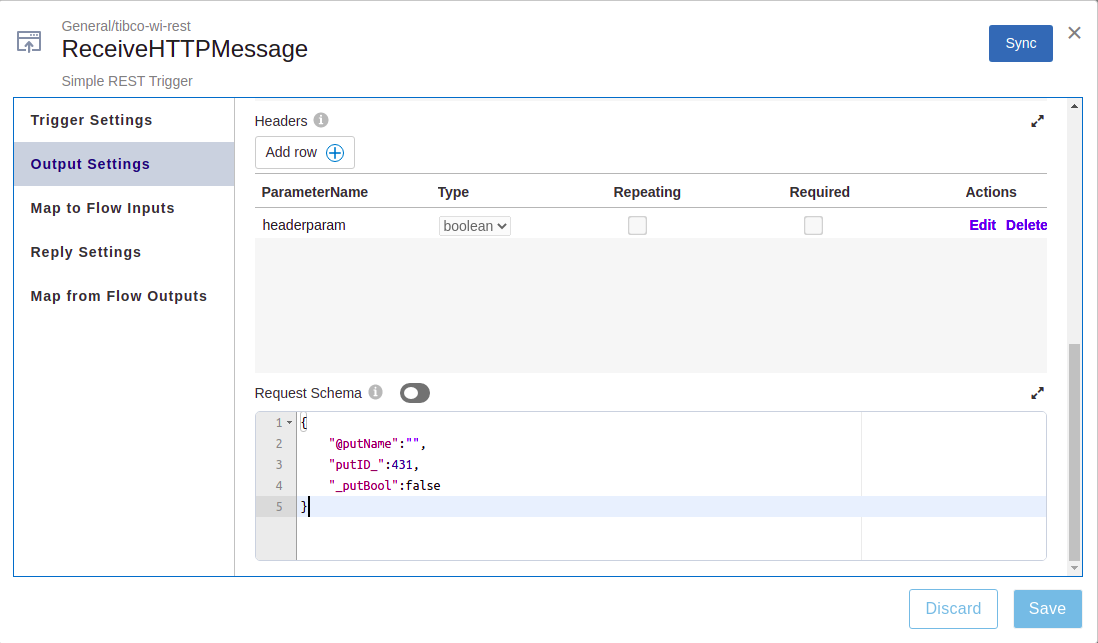 General/tibco-wi-rest
ReceiveHTTPMessage
Simple REST Trigger
Sync
Trigger Settings
Output Settings
Map to Flow Inputs
Reply Settings
Map from Flow Outputs
Headers
Add row
ParameterName Type Repeating Required Actions
headerparam boolean Edit Delete
Request Schema
1 {
2 "@putName":"",
3 "putID_":431,
4 "_putBool":false
5 }
Discard Save